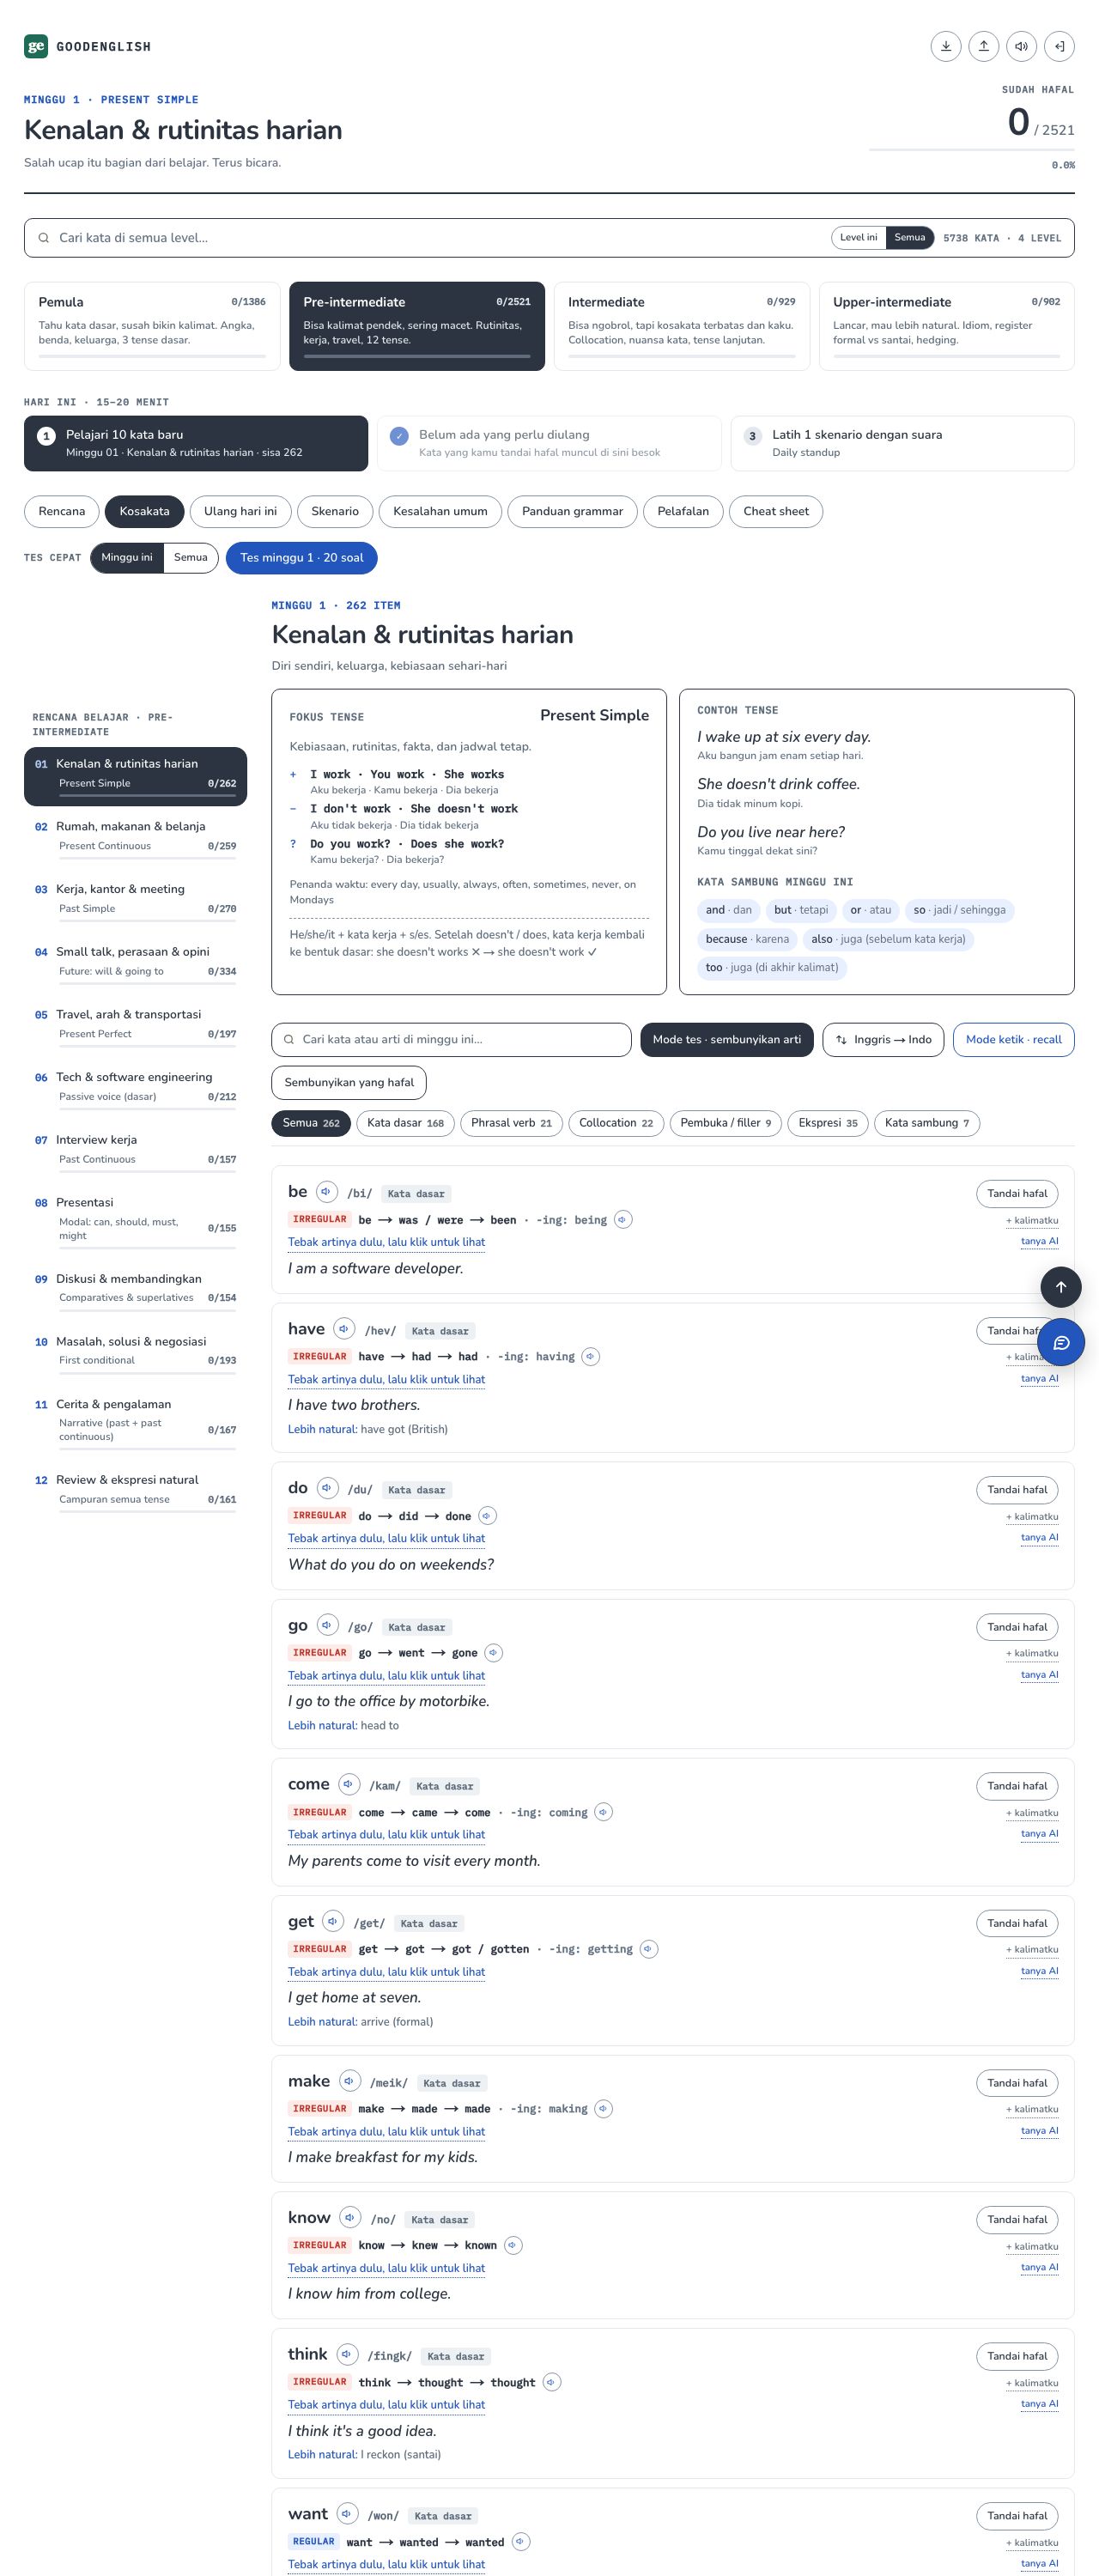 ge GOODENGLISH
MINGGU 1 · PRESENT SIMPLE
Kenalan & rutinitas harian
Salah ucap itu bagian dari belajar. Terus bicara.
SUDAH HAFAL
0 / 2521
0.0%
Cari kata di semua level...
Level ini Semua 5738 KATA · 4 LEVEL
Pemula 0/1386
Tahu kata dasar, susah bikin kalimat. Angka,
benda, keluarga, 3 tense dasar.
Pre-intermediate 0/2521
Bisa kalimat pendek, sering macet. Rutinitas,
kerja, travel, 12 tense.
Intermediate 0/929
Bisa ngobrol, tapi kosakata terbatas dan kaku.
Collocation, nuansa kata, tense lanjutan.
Upper-intermediate 0/902
Lancar, mau lebih natural. Idiom, register
formal vs santai, hedging.
HARI INI · 15–20 MENIT
1 Pelajari 10 kata baru
Minggu 01 · Kenalan & rutinitas harian · sisa 262
✓ Belum ada yang perlu diulang
Kata yang kamu tandai hafal muncul di sini besok
3 Latih 1 skenario dengan suara
Daily standup
Rencana Kosakata Ulang hari ini Skenario Kesalahan umum Panduan grammar Pelafalan Cheat sheet
TES CEPAT Minggu ini Semua Tes minggu 1 · 20 soal
RENCANA BELAJAR · PRE-
INTERMEDIATE
01 Kenalan & rutinitas harian
Present Simple 0/262
02 Rumah, makanan & belanja
Present Continuous 0/259
03 Kerja, kantor & meeting
Past Simple 0/270
04 Small talk, perasaan & opini
Future: will & going to 0/334
05 Travel, arah & transportasi
Present Perfect 0/197
06 Tech & software engineering
Passive voice (dasar) 0/212
07 Interview kerja
Past Continuous 0/157
08 Presentasi
Modal: can, should, must,
might 0/155
09 Diskusi & membandingkan
Comparatives & superlatives 0/154
10 Masalah, solusi & negosiasi
First conditional 0/193
11 Cerita & pengalaman
Narrative (past + past
continuous) 0/167
12 Review & ekspresi natural
Campuran semua tense 0/161
MINGGU 1 · 262 ITEM
Kenalan & rutinitas harian
Diri sendiri, keluarga, kebiasaan sehari-hari
FOKUS TENSE Present Simple
Kebiasaan, rutinitas, fakta, dan jadwal tetap.
+ I work · You work · She works
Aku bekerja · Kamu bekerja · Dia bekerja
− I don't work · She doesn't work
Aku tidak bekerja · Dia tidak bekerja
? Do you work? · Does she work?
Kamu bekerja? · Dia bekerja?
Penanda waktu: every day, usually, always, often, sometimes, never, on
Mondays
He/she/it + kata kerja + s/es. Setelah doesn't / does, kata kerja kembali
ke bentuk dasar: she doesn't works ✕ → she doesn't work ✓
CONTOH TENSE
I wake up at six every day.
Aku bangun jam enam setiap hari.
She doesn't drink coffee.
Dia tidak minum kopi.
Do you live near here?
Kamu tinggal dekat sini?
KATA SAMBUNG MINGGU INI
and · dan but · tetapi or · atau so · jadi / sehingga
because · karena also · juga (sebelum kata kerja)
too · juga (di akhir kalimat)
Cari kata atau arti di minggu ini... Mode tes · sembunyikan arti Inggris → Indo Mode ketik · recall
Sembunyikan yang hafal
Semua 262 Kata dasar 168 Phrasal verb 21 Collocation 22 Pembuka / filler 9 Ekspresi 35 Kata sambung 7
be /bi/ Kata dasar Tandai hafal
IRREGULAR be → was / were → been · -ing: being + kalimatku
Tebak artinya dulu, lalu klik untuk lihat tanya AI
I am a software developer.
have /hev/ Kata dasar Tandai
IRREGULAR have → had → had · -ing: having
Tebak artinya dulu, lalu klik untuk lihat tanya AI
I have two brothers.
Lebih natural: have got (British)
do /du/ Kata dasar Tandai hafal
IRREGULAR do → did → done + kalimatku
Tebak artinya dulu, lalu klik untuk lihat tanya AI
What do you do on weekends?
go /go/ Kata dasar Tandai hafal
IRREGULAR go → went → gone + kalimatku
Tebak artinya dulu, lalu klik untuk lihat tanya AI
I go to the office by motorbike.
Lebih natural: head to
come /kam/ Kata dasar Tandai hafal
IRREGULAR come → came → come · -ing: coming + kalimatku
Tebak artinya dulu, lalu klik untuk lihat tanya AI
My parents come to visit every month.
get /get/ Kata dasar Tandai hafal
IRREGULAR get → got → got / gotten · -ing: getting + kalimatku
Tebak artinya dulu, lalu klik untuk lihat tanya AI
I get home at seven.
Lebih natural: arrive (formal)
make /meik/ Kata dasar Tandai hafal
IRREGULAR make → made → made · -ing: making + kalimatku
Tebak artinya dulu, lalu klik untuk lihat tanya AI
I make breakfast for my kids.
know /no/ Kata dasar Tandai hafal
IRREGULAR know → knew → known + kalimatku
Tebak artinya dulu, lalu klik untuk lihat tanya AI
I know him from college.
think /fingk/ Kata dasar Tandai hafal
IRREGULAR think → thought → thought + kalimatku
Tebak artinya dulu, lalu klik untuk lihat tanya AI
I think it's a good idea.
Lebih natural: I reckon (santai)
want /won/ Kata dasar Tandai hafal
REGULAR want → wanted → wanted + kalimatku
Tebak artinya dulu, lalu klik untuk lihat tanya AI